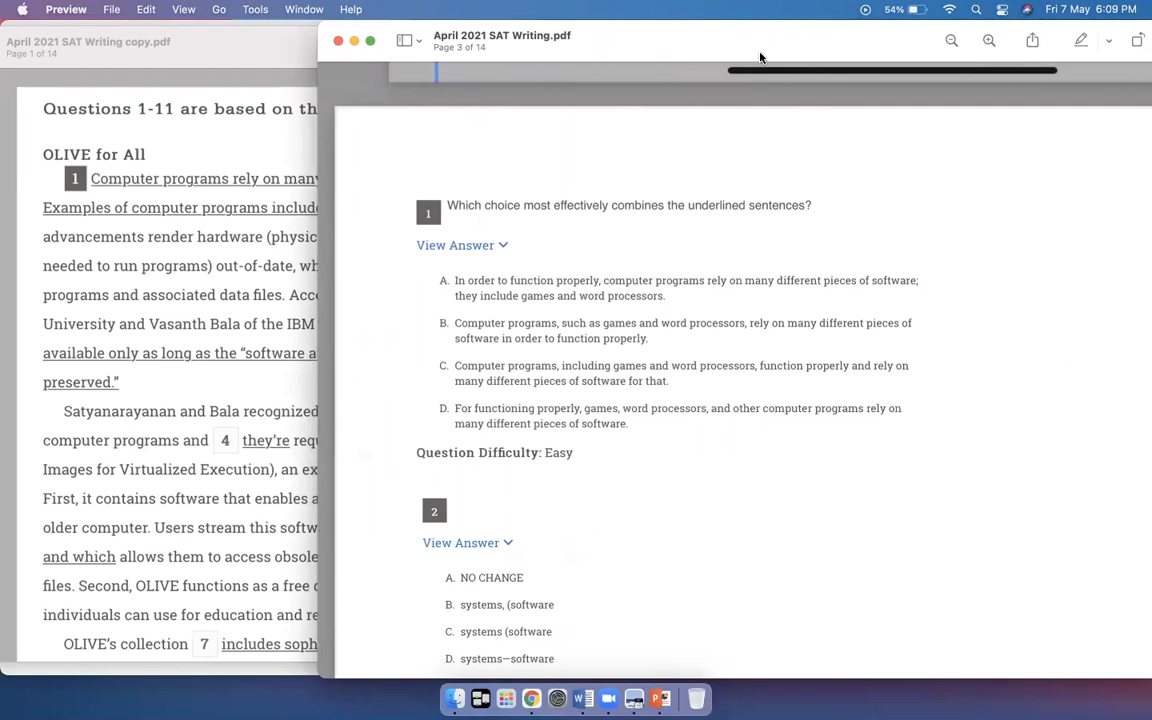 Preview File Edit View Go Tools Window Help 54% Fri 7 May 6:09 PM
April 2021 SAT Writing copy.pdf
Page 1 of 14
Questions 1-11 are based on th
OLIVE for All
1 Computer programs rely on many
Examples of computer programs include
advancements render hardware (physic
needed to run programs) out-of-date, wh
programs and associated data files. Acce
University and Vasanth Bala of the IBM
available only as long as the “software a
preserved.”
Satyanarayanan and Bala recognized
computer programs and 4 they’re requ
Images for Virtualized Execution), an ex
First, it contains software that enables a
older computer. Users stream this softw
and which allows them to access obsole
files. Second, OLIVE functions as a free d
individuals can use for education and re
OLIVE’s collection 7 includes soph
April 2021 SAT Writing.pdf
Page 3 of 14
1 Which choice most effectively combines the underlined sentences?
View Answer
A. In order to function properly, computer programs rely on many different pieces of software;
they include games and word processors.
B. Computer programs, such as games and word processors, rely on many different pieces of
software in order to function properly.
C. Computer programs, including games and word processors, function properly and rely on
many different pieces of software for that.
D. For functioning properly, games, word processors, and other computer programs rely on
many different pieces of software.
Question Difficulty: Easy
2
View Answer
A. NO CHANGE
B. systems, (software
C. systems (software
D. systems—software